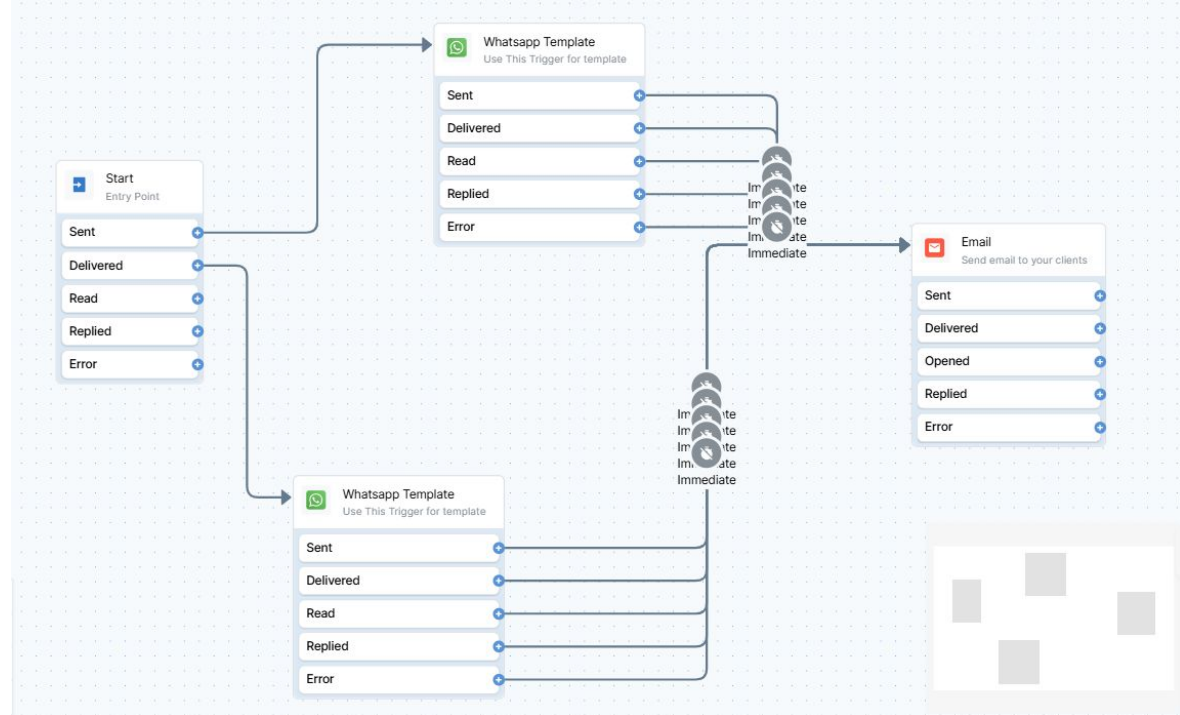 Whatsapp Template
Use This Trigger for template
Sent
Delivered
Read
Replied
Error
Start
Entry Point
Sent
Delivered
Read
Replied
Error
Immediate
Email
Send email to your clients
Sent
Delivered
Opened
Replied
Error
Immediate
Whatsapp Template
Use This Trigger for template
Sent
Delivered
Read
Replied
Error